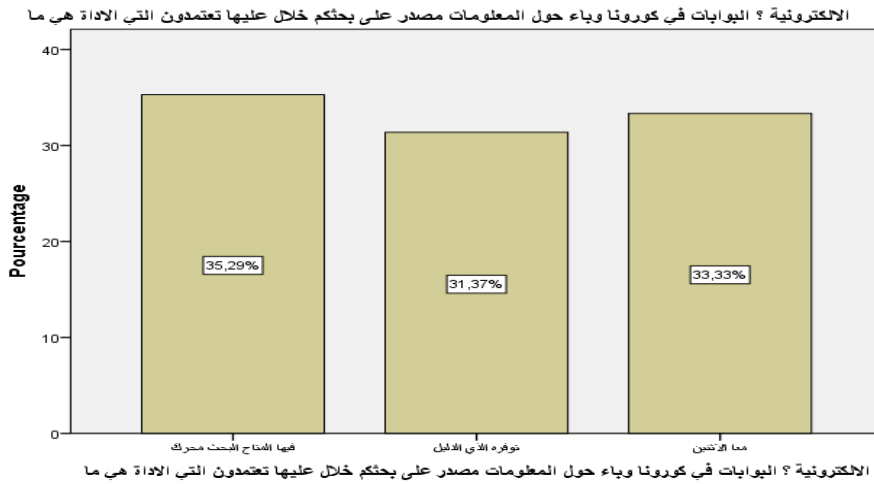 الالكترونية ؟ البوابات في كورونا وباء حول المعلومات مصدر على بحثكم خلال عليها تعتمدون التي الاداة هي ما
Pourcentage
40
30
20
10
0
35,29%
31,37%
33,33%
فيها المتاح البحث محرك
توفره الذي الدليل
معا الاثنين
الالكترونية ؟ البوابات في كورونا وباء حول المعلومات مصدر على بحثكم خلال عليها تعتمدون التي الاداة هي ما